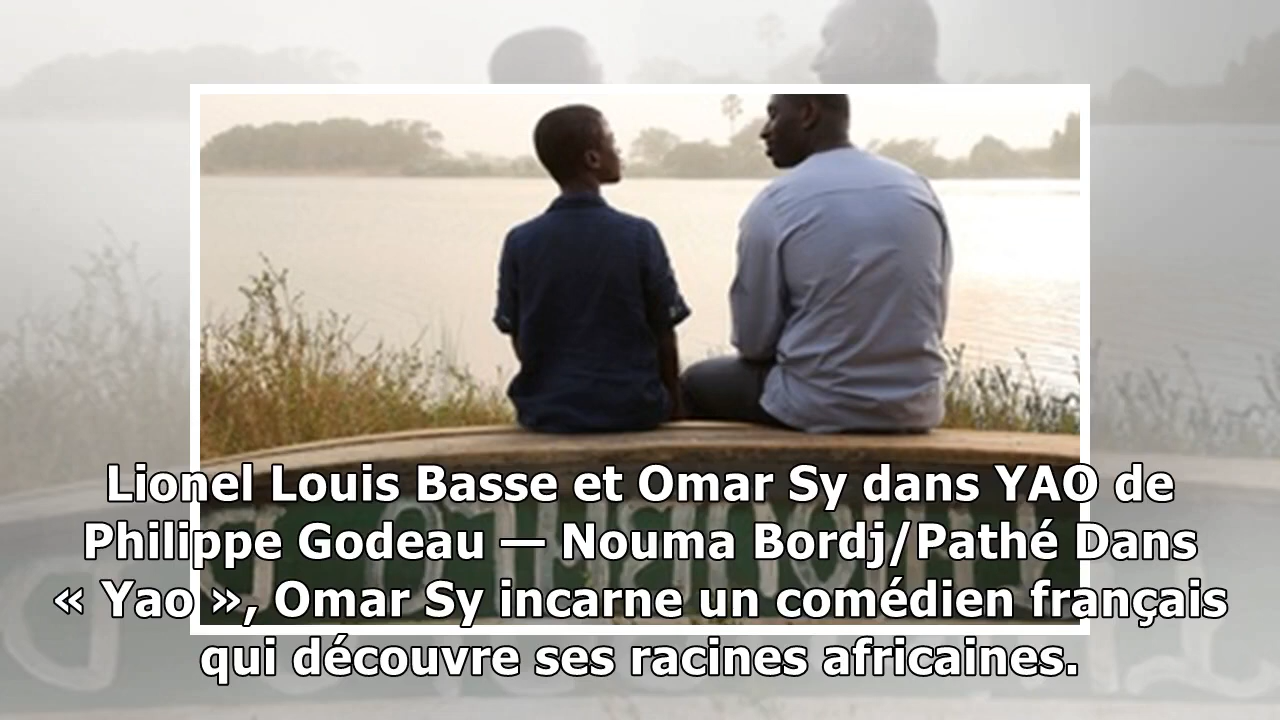 Lionel Louis Basse et Omar Sy dans YAO de
Philippe Godeau — Nouma Bordj/Pathé Dans
« Yao », Omar Sy incarne un comédien français
qui découvre ses racines africaines.